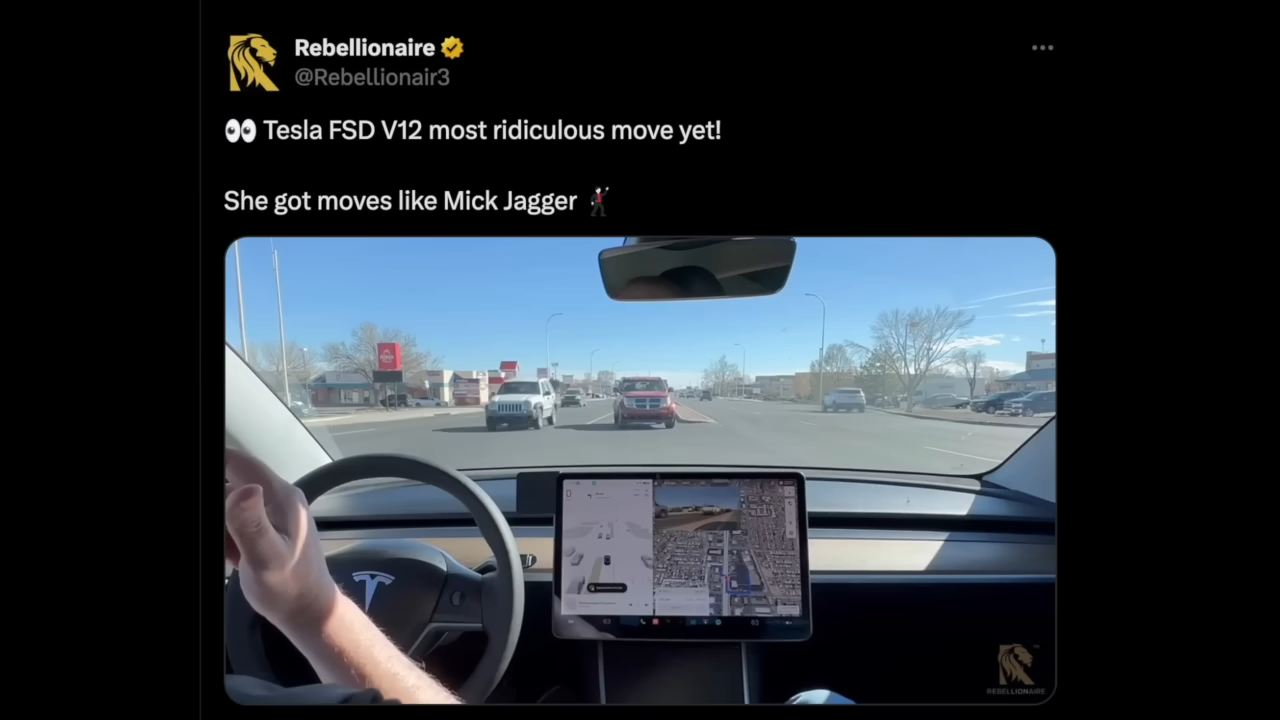 Rebellionaire
@Rebellionair3
👀 Tesla FSD V12 most ridiculous move yet!
She got moves like Mick Jagger 🕺🏻
REBELLIONAIRE